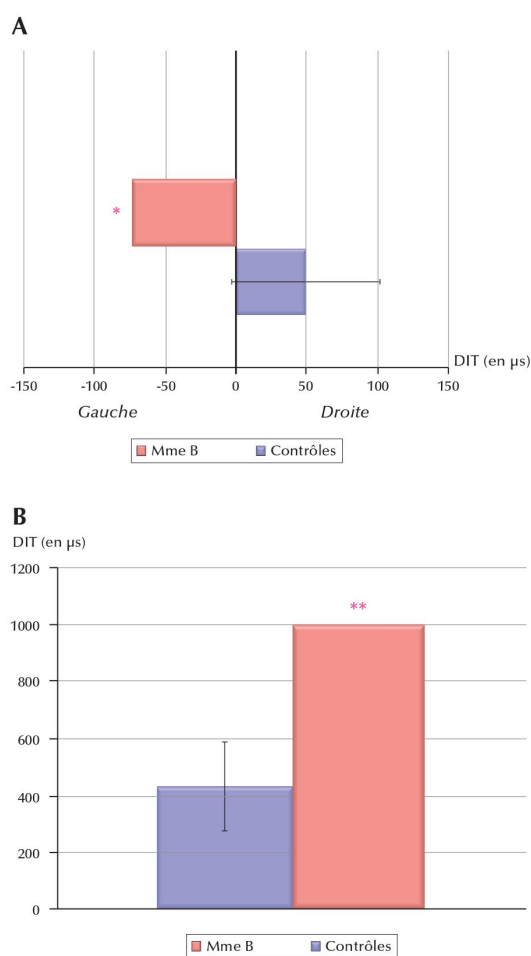 A
*
DIT (en µs)
-150 -100 -50 0 50 100 150
Gauche Droite
Mme B Contrôles
B
DIT (en µs)
1200
**
1000
800
600
400
200
0
Mme B Contrôles